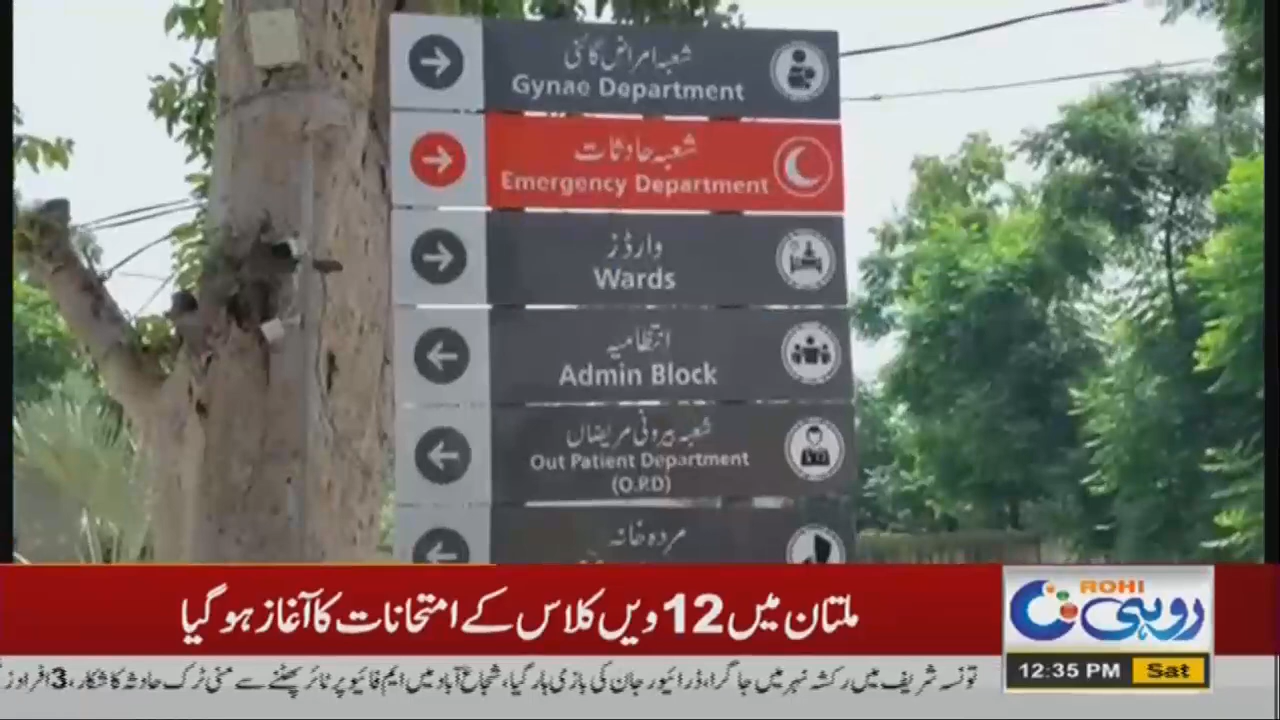 شعبہ امراض گائنی
Gynae Department
شعبہ حادثات
Emergency Department
وارڈز
Wards
انتظامیہ
Admin Block
شعبہ بیرونی مریضاں
Out Patient Department
(O.P.D)
مردہ خانہ
ملتان میں 12 ویں کلاس کے امتحانات کا آغاز ہو گیا
ROHI
روہی
12:35 PM Sat
تونسہ شریف میں رکشہ نہر میں جا گرا، ڈرائیور جان کی بازی ہار گیا، شجاع آباد میں ایم فائیو پر ٹائر پھٹنے سے منی ٹرک حادثہ کا شکار، 3 افراد ز